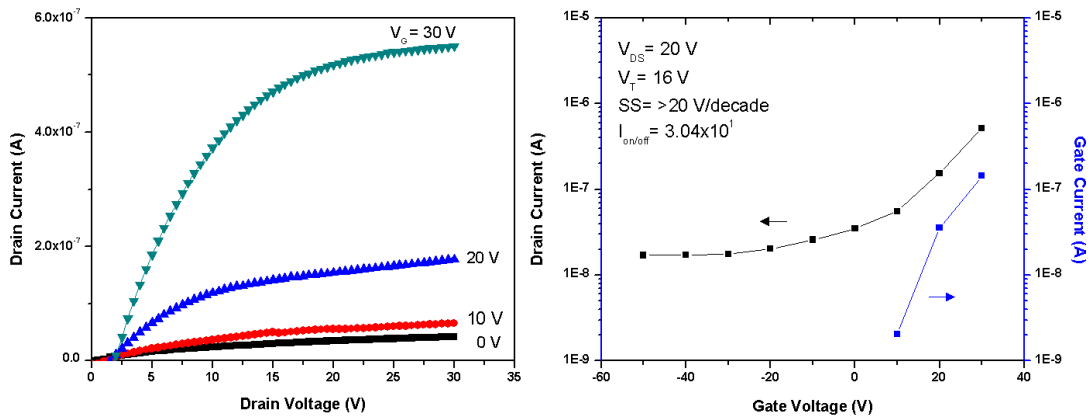 6.0x10⁻⁷
4.0x10⁻⁷
2.0x10⁻⁷
0.0
Drain Current (A)
V_G= 30 V
20 V
10 V
0 V
0 5 10 15 20 25 30 35
Drain Voltage (V)
1E-5
1E-6
1E-7
1E-8
1E-9
Drain Current (A)
V_DS= 20 V
V_T= 16 V
SS= >20 V/decade
I_on/off= 3.04x10¹
-60 -40 -20 0 20 40
Gate Voltage (V)
1E-5
1E-6
1E-7
1E-8
1E-9
Gate Current (A)